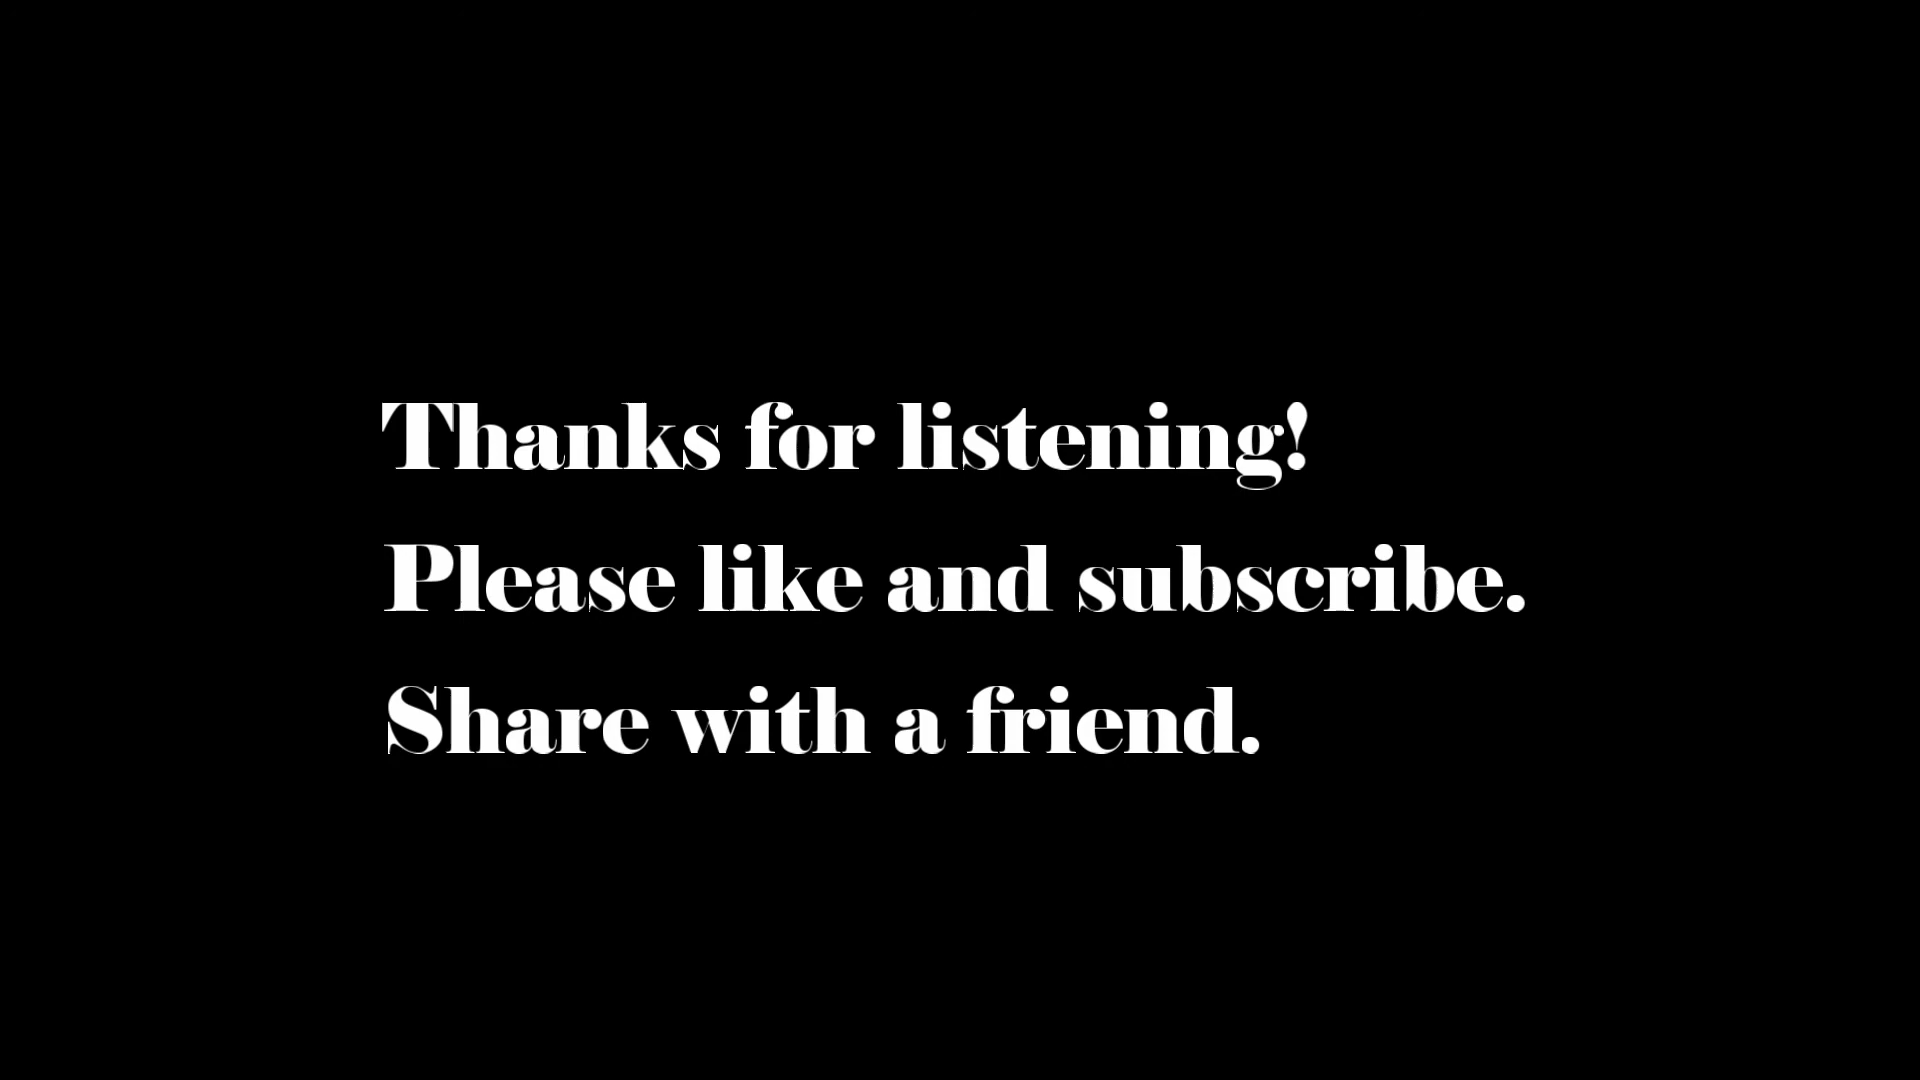 Thanks for listening!
Please like and subscribe.
Share with a friend.